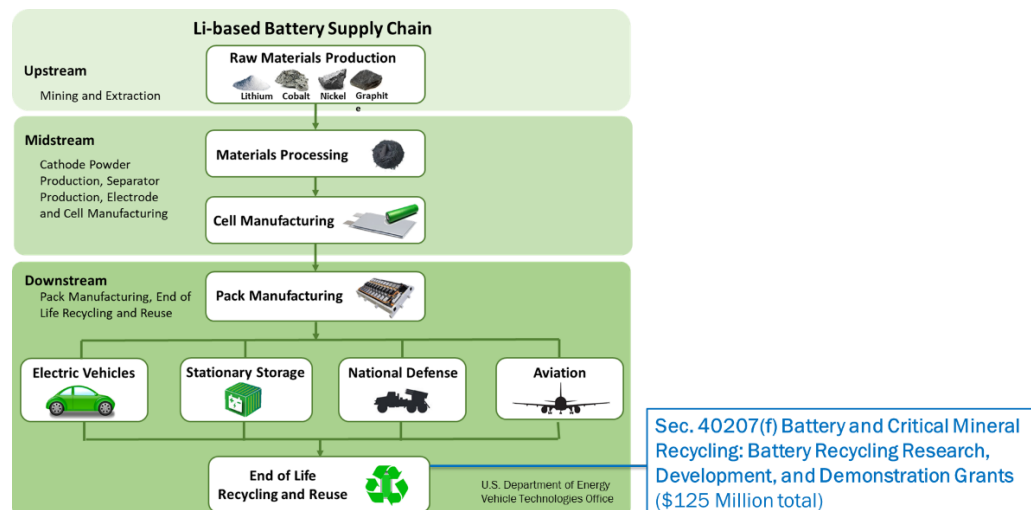 Li-based Battery Supply Chain
Upstream
Mining and Extraction
Raw Materials Production
Lithium
Cobalt
Nickel
Graphit
e
Midstream
Cathode Powder
Production, Separator
Production, Electrode
and Cell Manufacturing
Materials Processing
Cell Manufacturing
Downstream
Pack Manufacturing, End of
Life Recycling and Reuse
Pack Manufacturing
Electric Vehicles
Stationary Storage
National Defense
Aviation
End of Life
Recycling and Reuse
U.S. Department of Energy
Vehicle Technologies Office
Sec. 40207(f) Battery and Critical Mineral
Recycling: Battery Recycling Research,
Development, and Demonstration Grants
($125 Million total)